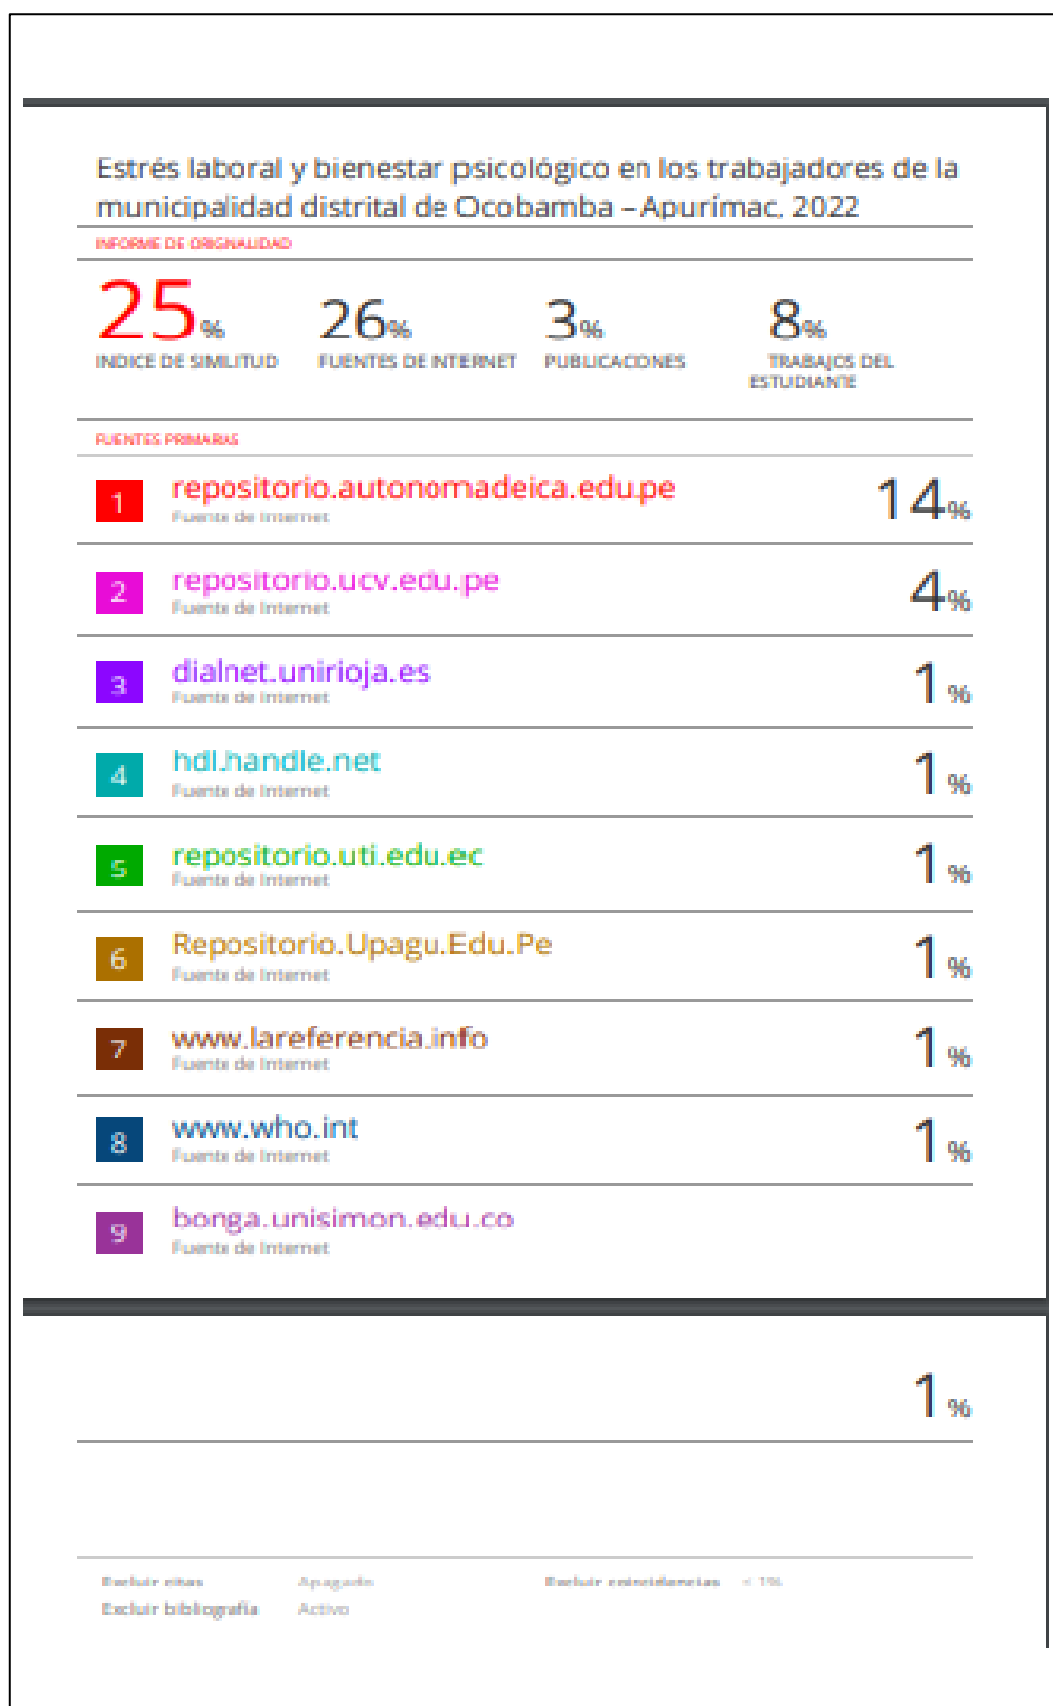 Estrés laboral y bienestar psicológico en los trabajadores de la
municipalidad distrital de Ocobamba – Apurímac, 2022
INFORME DE ORIGINALIDAD
25% 26% 3% 8%
INDICE DE SIMILITUD FUENTES DE INTERNET PUBLICACIONES TRABAJOS DEL
ESTUDIANTE
FUENTES PRIMARIAS
1 repositorio.autonomadeica.edu.pe 14%
Fuente de Internet
2 repositorio.ucv.edu.pe 4%
Fuente de Internet
3 dialnet.unirioja.es 1%
Fuente de Internet
4 hdl.handle.net 1%
Fuente de Internet
5 repositorio.uti.edu.ec 1%
Fuente de Internet
6 Repositorio.Upagu.Edu.Pe 1%
Fuente de Internet
7 www.lareferencia.info 1%
Fuente de Internet
8 www.who.int 1%
Fuente de Internet
9 bonga.unisimon.edu.co
Fuente de Internet
1%
Excluir citas Apagado Excluir coincidencias < 1%
Excluir bibliografía Activo